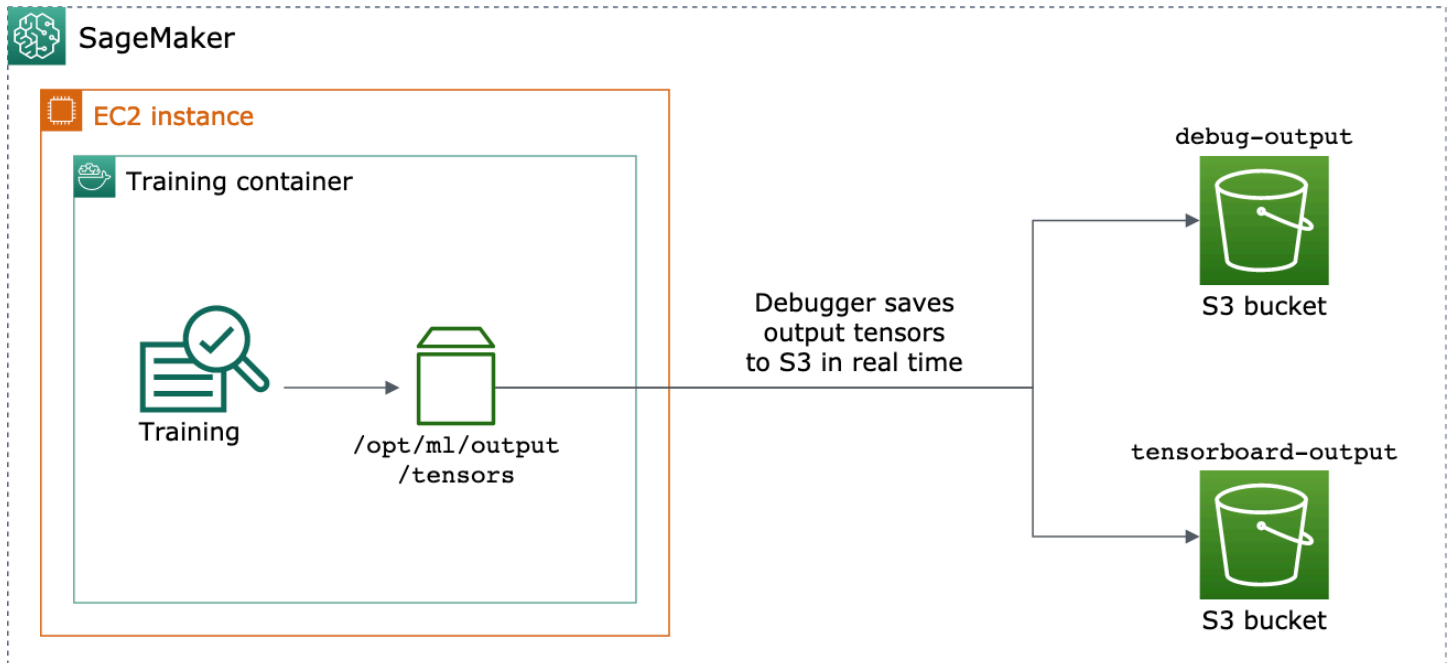 SageMaker
EC2 instance
Training container
Training
/opt/ml/output
/tensors
Debugger saves
output tensors
to S3 in real time
debug-output
S3 bucket
tensorboard-output
S3 bucket